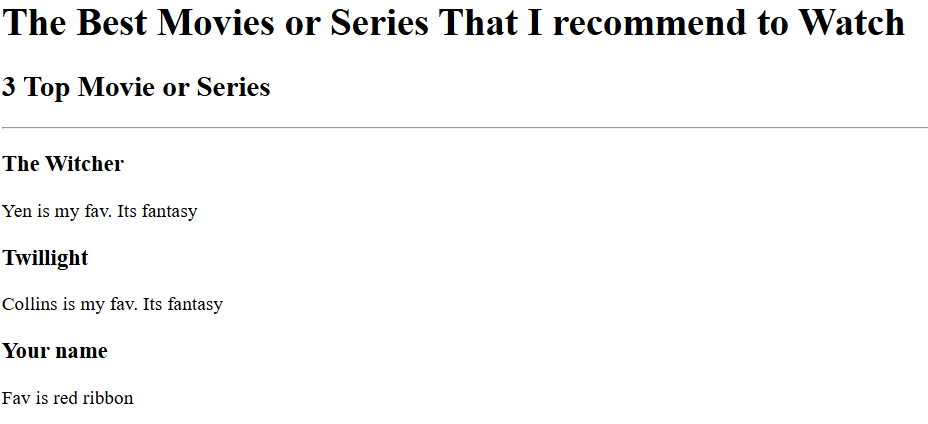 The Best Movies or Series That I recommend to Watch
3 Top Movie or Series
The Witcher
Yen is my fav. Its fantasy
Twillight
Collins is my fav. Its fantasy
Your name
Fav is red ribbon